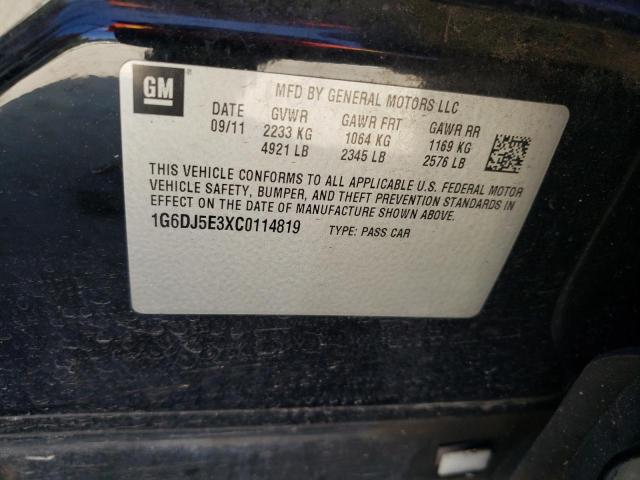 GM ®
MFD BY GENERAL MOTORS LLC
DATE GVWR GAWR FRT GAWR RR
09/11 2233 KG 1064 KG 1169 KG
4921 LB 2345 LB 2576 LB
THIS VEHICLE CONFORMS TO ALL APPLICABLE U.S. FEDERAL MOTOR
VEHICLE SAFETY, BUMPER, AND THEFT PREVENTION STANDARDS IN
EFFECT ON THE DATE OF MANUFACTURE SHOWN ABOVE.
1G6DJ5E3XC0114819 TYPE: PASS CAR